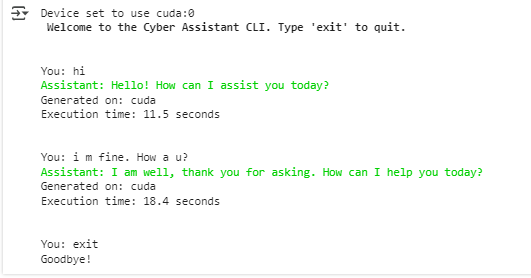 Device set to use cuda:0
Welcome to the Cyber Assistant CLI. Type 'exit' to quit.
You: hi
Assistant: Hello! How can I assist you today?
Generated on: cuda
Execution time: 11.5 seconds
You: i m fine. How a u?
Assistant: I am well, thank you for asking. How can I help you today?
Generated on: cuda
Execution time: 18.4 seconds
You: exit
Goodbye!